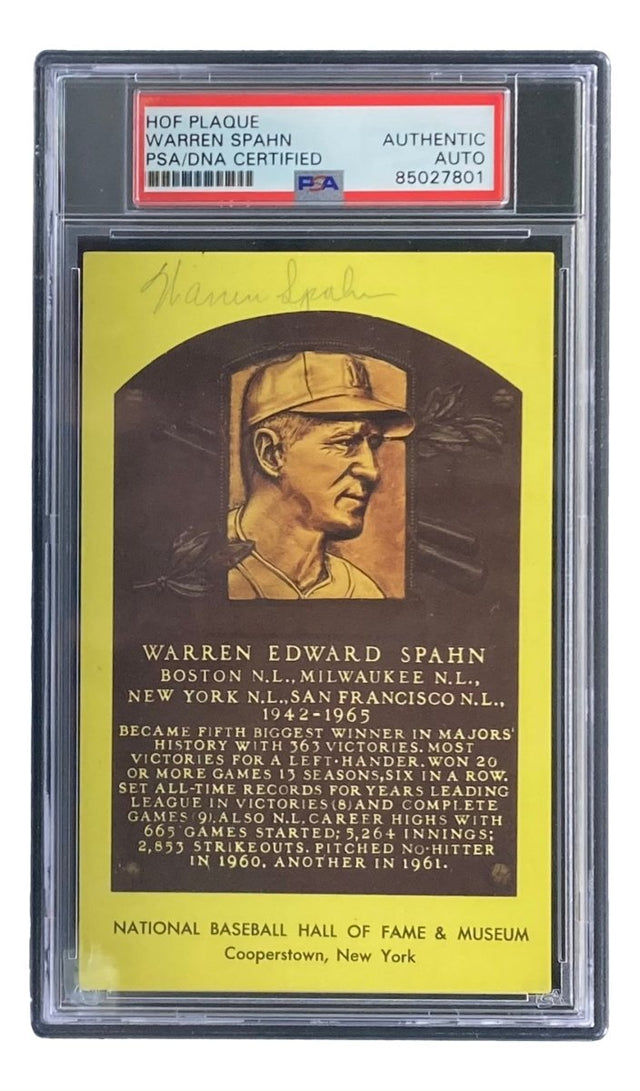 HOF PLAQUE
WARREN SPAHN AUTHENTIC
PSA/DNA CERTIFIED AUTO
PSA 85027801
Warren Spahn
M
WARREN EDWARD SPAHN
BOSTON N.L., MILWAUKEE N.L.,
NEW YORK N.L., SAN FRANCISCO N.L.,
1942-1965
BECAME FIFTH BIGGEST WINNER IN MAJORS'
HISTORY WITH 363 VICTORIES. MOST
VICTORIES FOR A LEFT-HANDER. WON 20
OR MORE GAMES 13 SEASONS, SIX IN A ROW.
SET ALL-TIME RECORDS FOR YEARS LEADING
LEAGUE IN VICTORIES (8) AND COMPLETE
GAMES (9). ALSO N.L. CAREER HIGHS WITH
665 GAMES STARTED; 5,264 INNINGS;
2,853 STRIKEOUTS. PITCHED NO-HITTER
IN 1960, ANOTHER IN 1961.
NATIONAL BASEBALL HALL OF FAME & MUSEUM
Cooperstown, New York